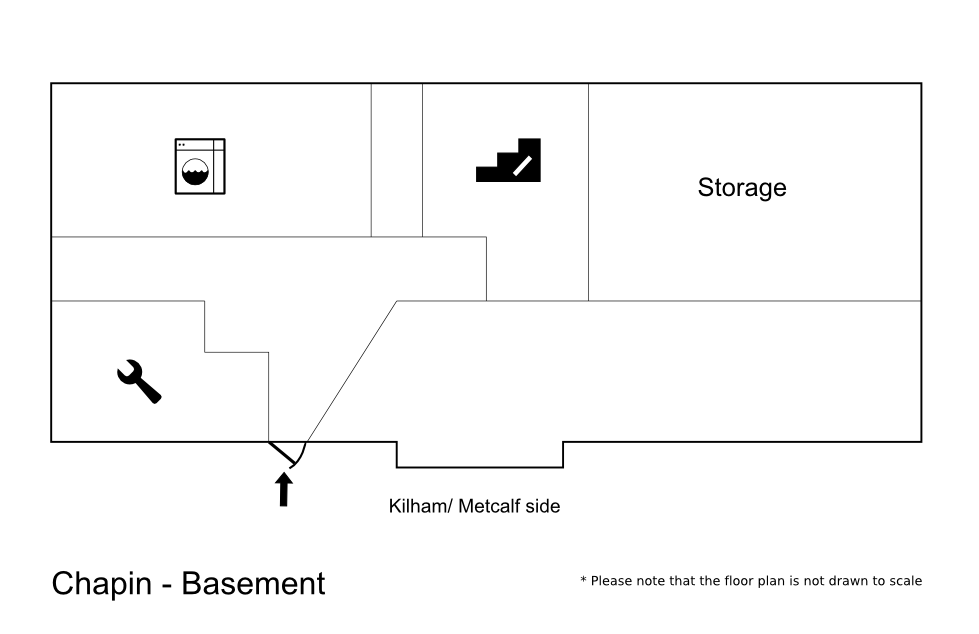 Storage
Kilham/ Metcalf side
Chapin - Basement
* Please note that the floor plan is not drawn to scale